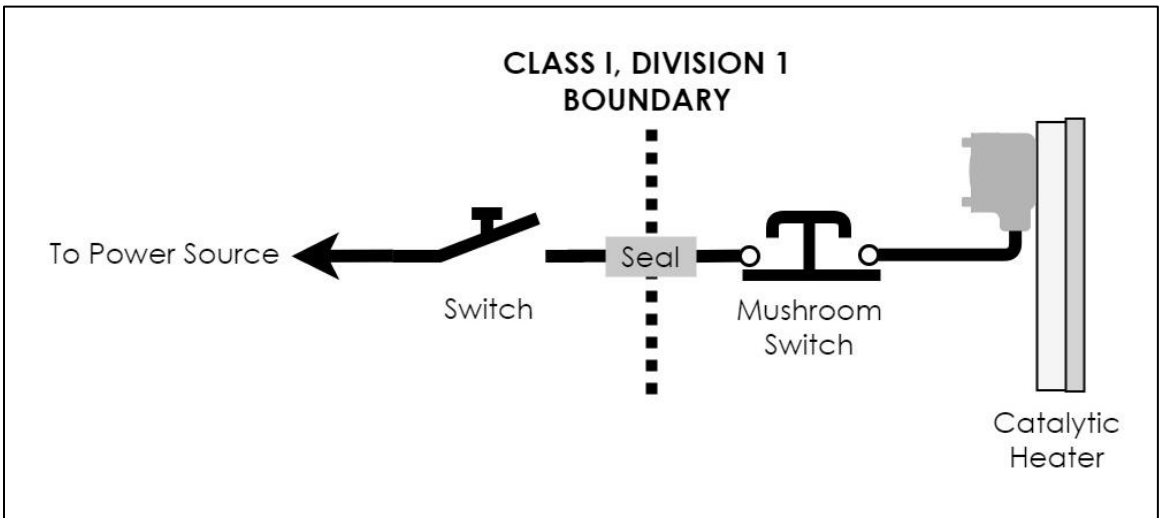 CLASS I, DIVISION 1
BOUNDARY
To Power Source
Seal
Switch
Mushroom
Switch
Catalytic
Heater